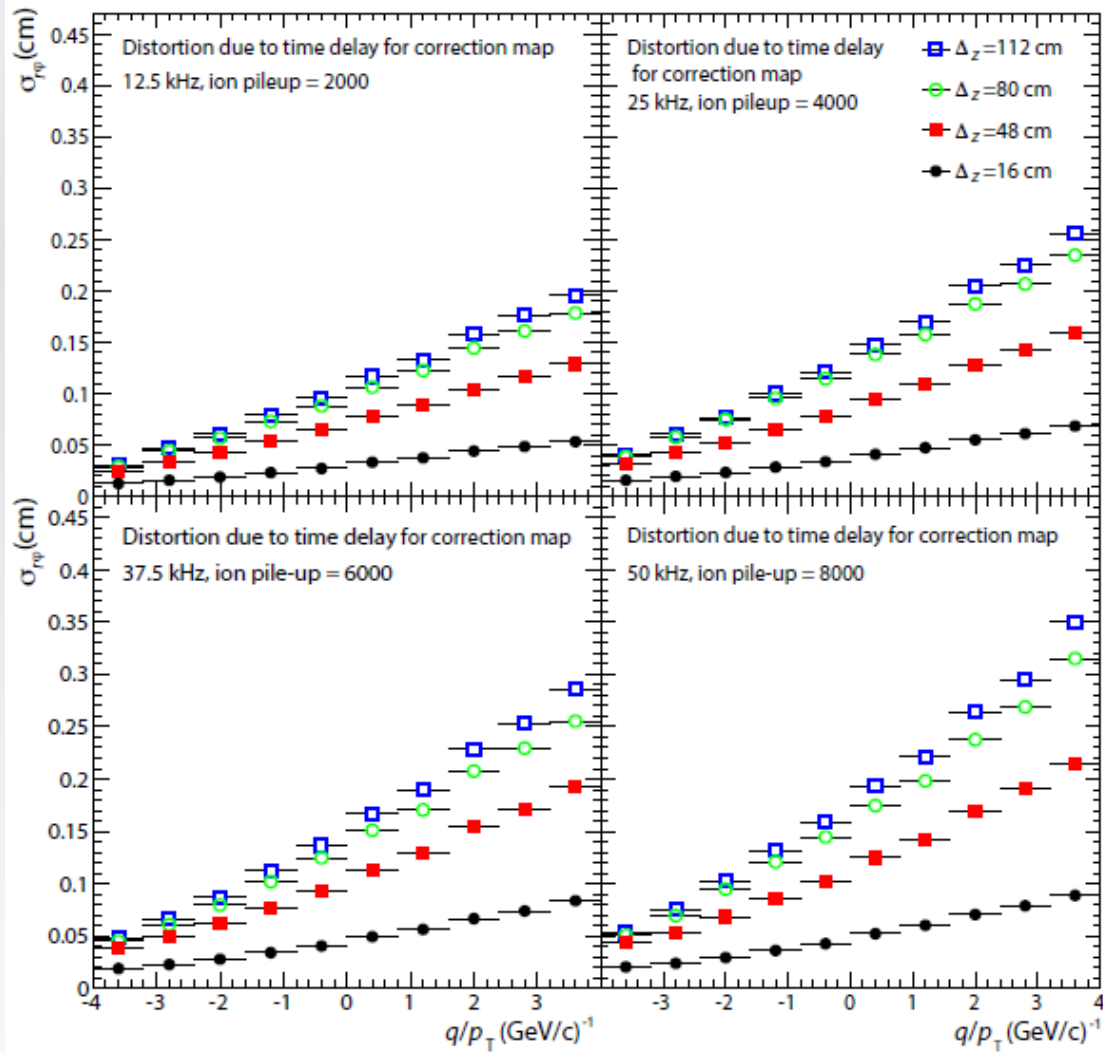 Distortion due to time delay for correction map
12.5 kHz, ion pileup = 2000
σrφ (cm)
0.45
0.4
0.35
0.3
0.25
0.2
0.15
0.1
0.05
0
Distortion due to time delay
for correction map
25 kHz, ion pileup = 4000
Δz=112 cm
Δz=80 cm
Δz=48 cm
Δz=16 cm
Distortion due to time delay for correction map
37.5 kHz, ion pile-up = 6000
σrφ (cm)
0.45
0.4
0.35
0.3
0.25
0.2
0.15
0.1
0.05
0
-4 -3 -2 -1 0 1 2 3
q/pT (GeV/c)-1
Distortion due to time delay for correction map
50 kHz, ion pile-up = 8000
-3 -2 -1 0 1 2 3 4
q/pT (GeV/c)-1